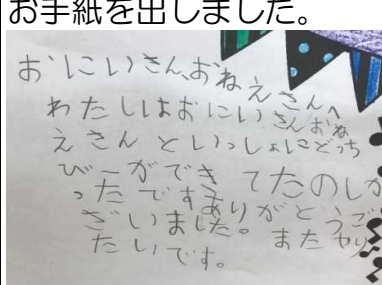 お手紙を出しました。
おにいさん、おねえさんへ
わたしはおにいさんおね
えさんといっしょにどっち
びーができてたのしか
ったですありがとうご
ざいました。またやり
たいです。